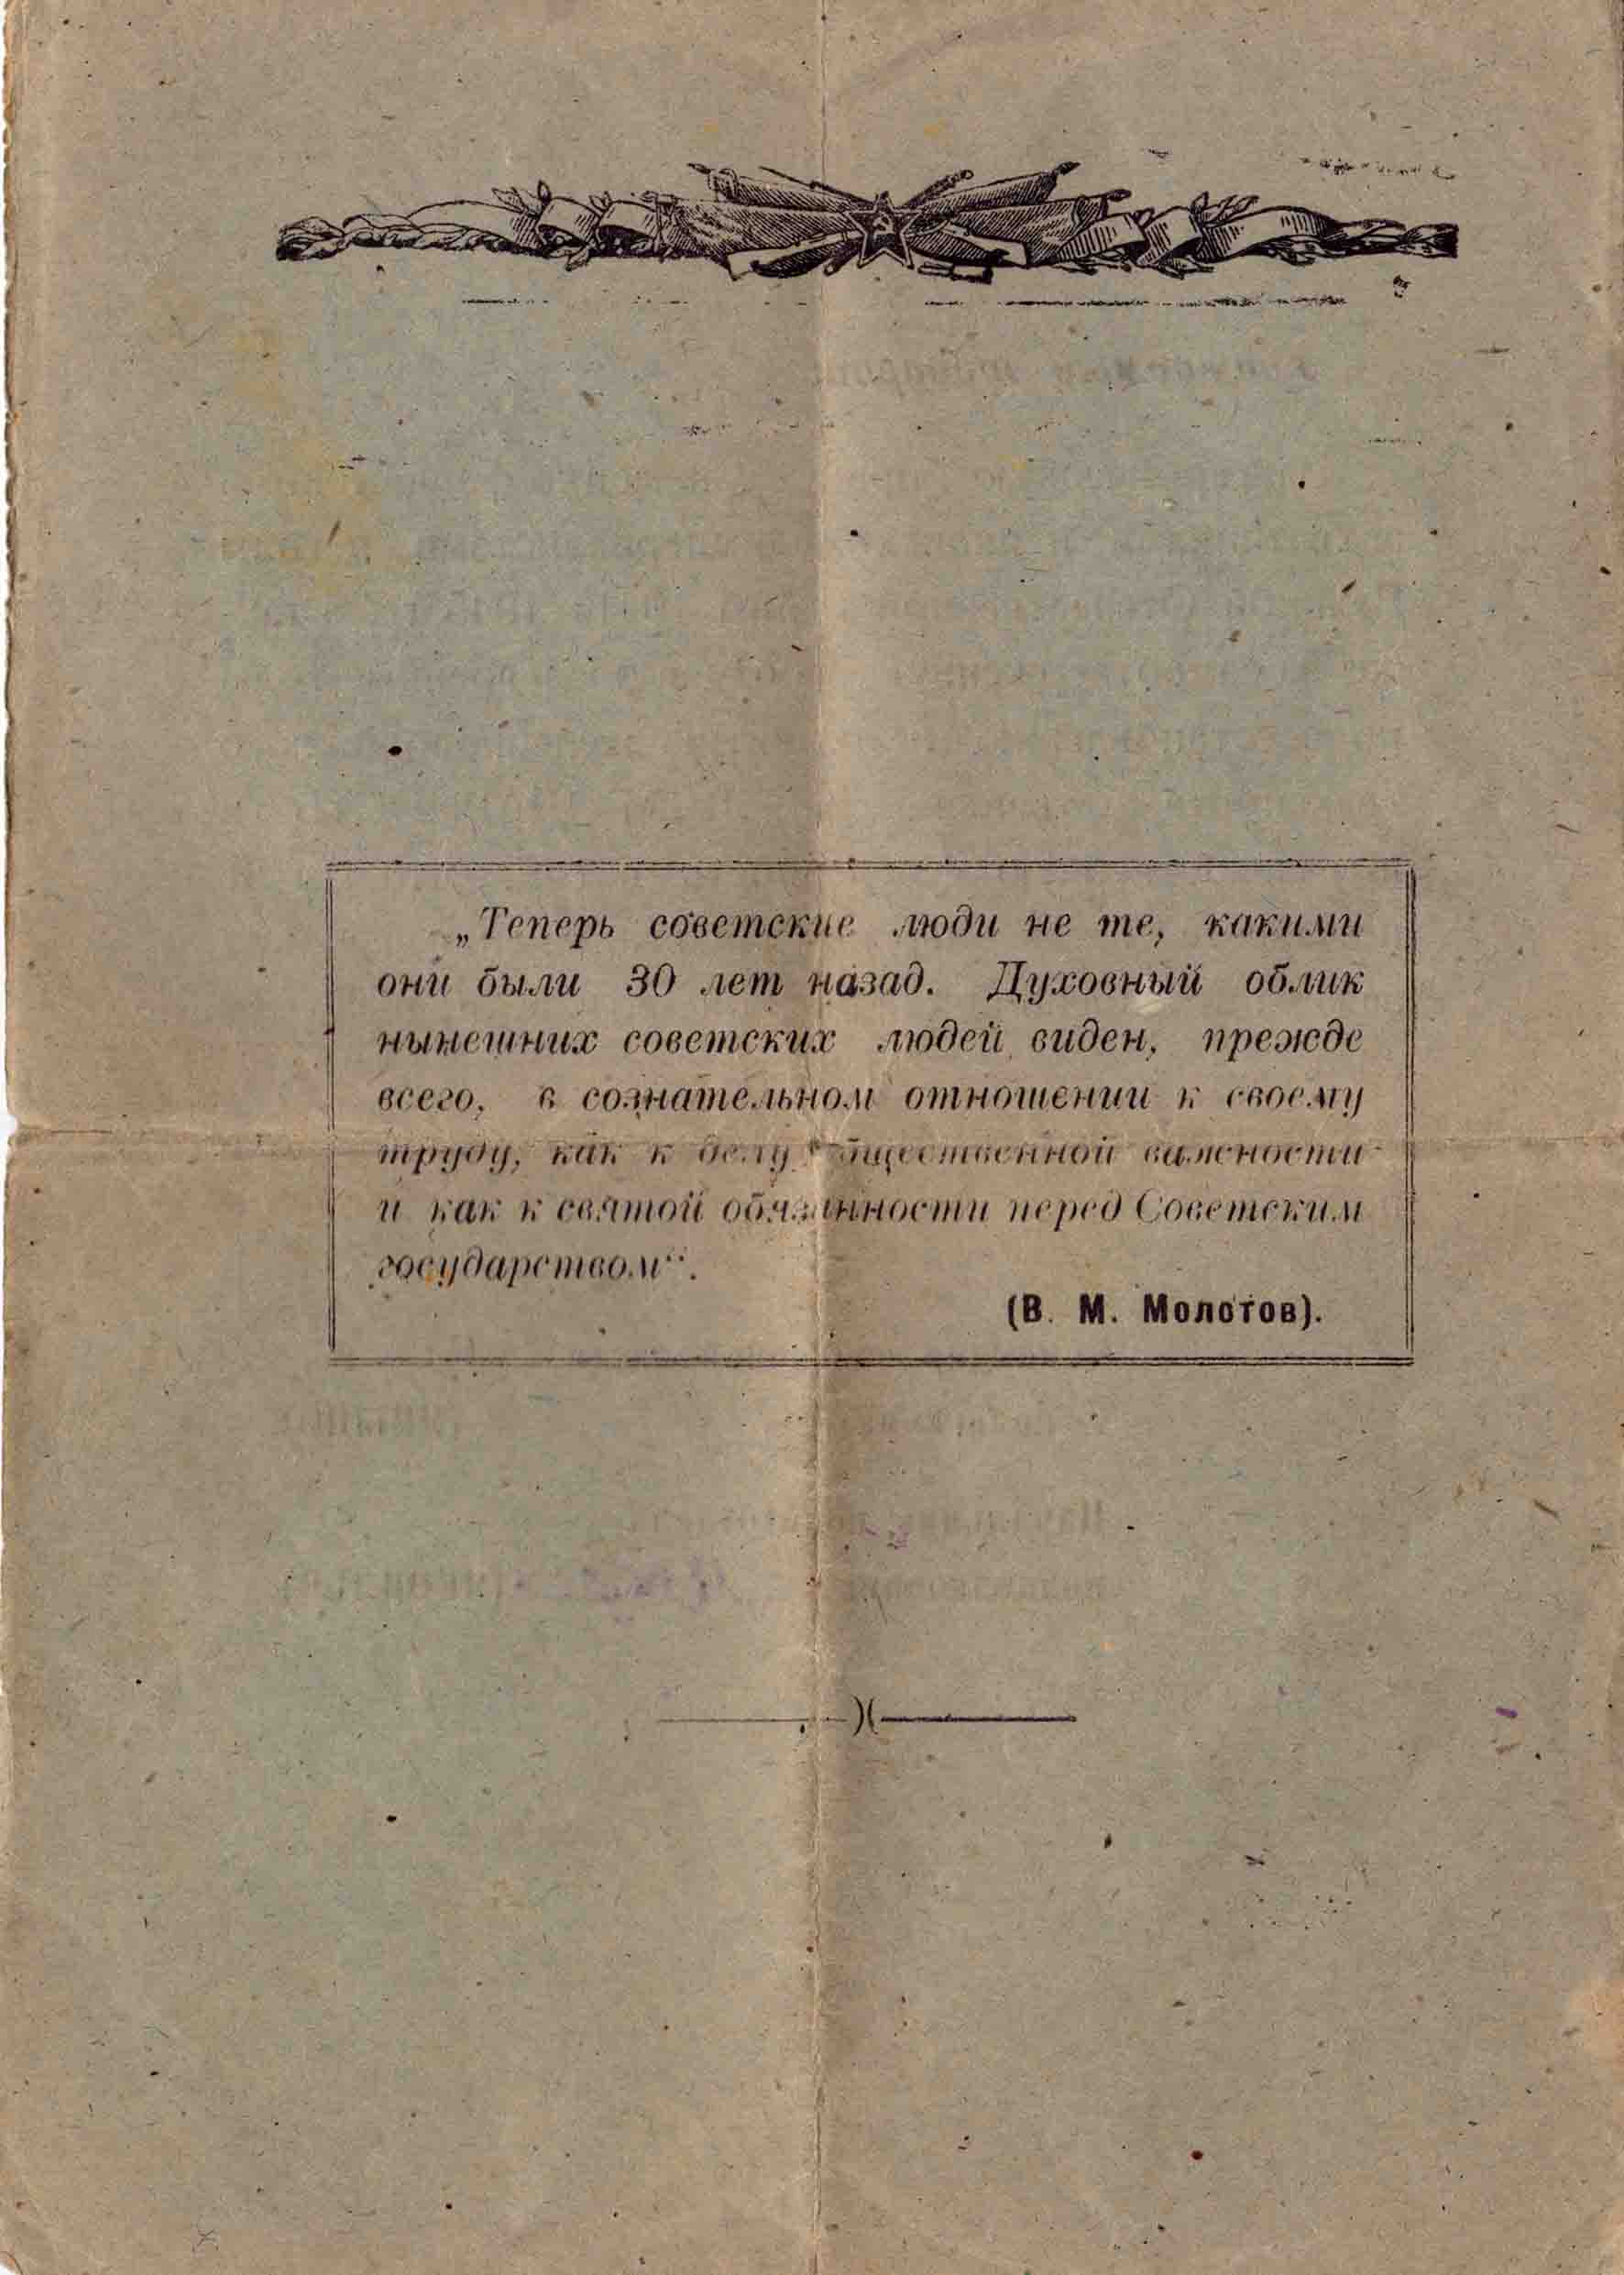 „Теперь советские люди не те, какими
они были 30 лет назад. Духовный облик
нынешних советских людей виден, прежде
всего, в сознательном отношении к своему
труду, как к делу общественной важности
и как к святой обязанности перед Советским
государством“.
(В. М. Молотов).